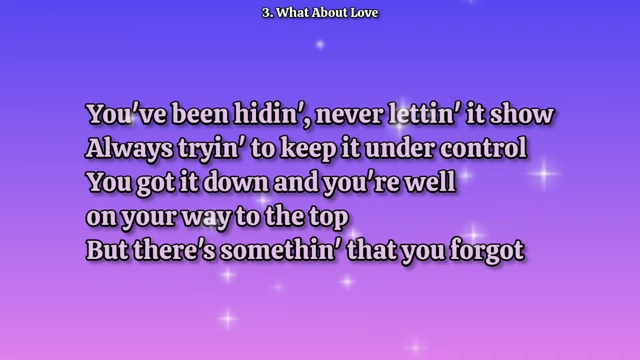 3. What About Love
You've been hidin', never lettin' it show
Always tryin' to keep it under control
You got it down and you're well
on your way to the top
But there's somethin' that you forgot